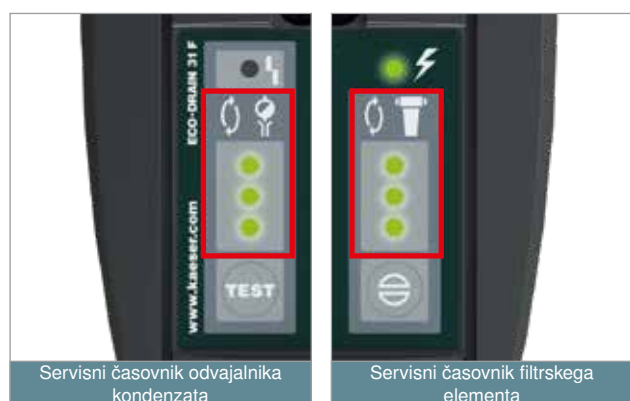 ECO-DRAIN 31 F
www.kaeser.com
TEST
Servisni časovnik odvajalnika
kondenzata
Servisni časovnik filtrskega
elementa